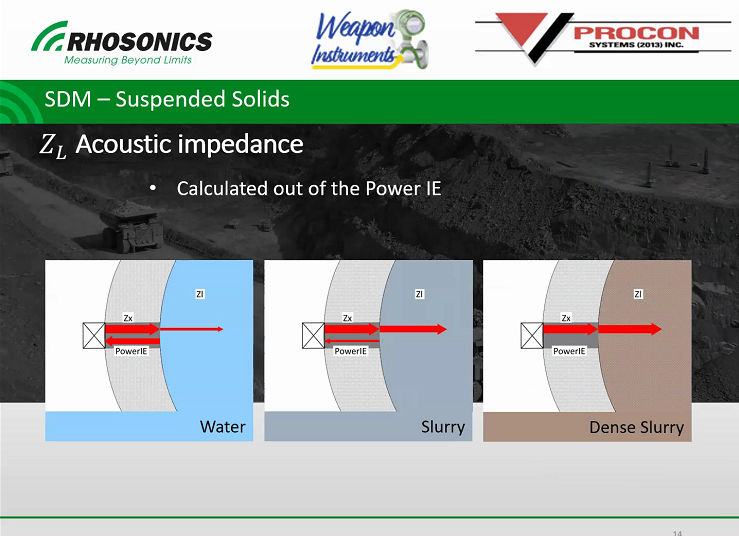 RHOSONICS
Measuring Beyond Limits
Weapon
Instruments
PROCON
SYSTEMS (2013) INC.
SDM – Suspended Solids
Z_L Acoustic impedance
• Calculated out of the Power IE
Zl
Zx
PowerIE
Water
Zl
Zx
PowerIE
Slurry
Zl
Zx
PowerIE
Dense Slurry
14